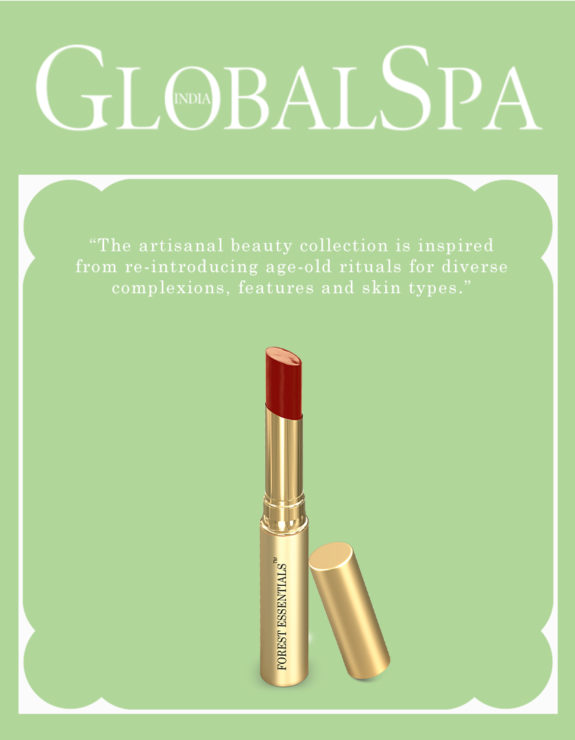 GLOBALSPA
INDIA
“The artisanal beauty collection is inspired
from re-introducing age-old rituals for diverse
complexions, features and skin types.”
FOREST ESSENTIALS™